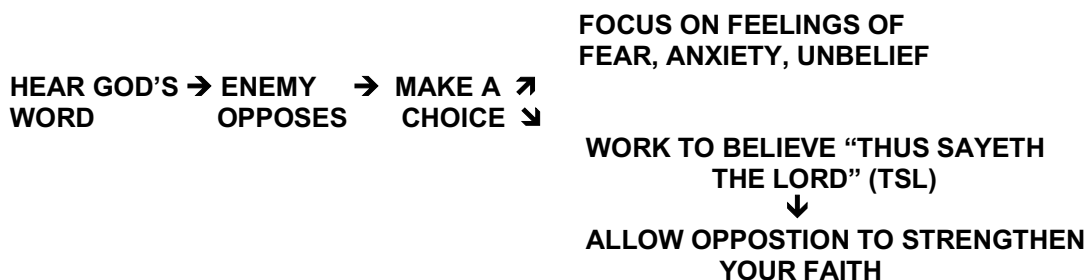 FOCUS ON FEELINGS OF
FEAR, ANXIETY, UNBELIEF
HEAR GOD'S → ENEMY → MAKE A ↗
WORD OPPOSES CHOICE ↘
WORK TO BELIEVE “THUS SAYETH
THE LORD” (TSL)
↓
ALLOW OPPOSTION TO STRENGTHEN
YOUR FAITH